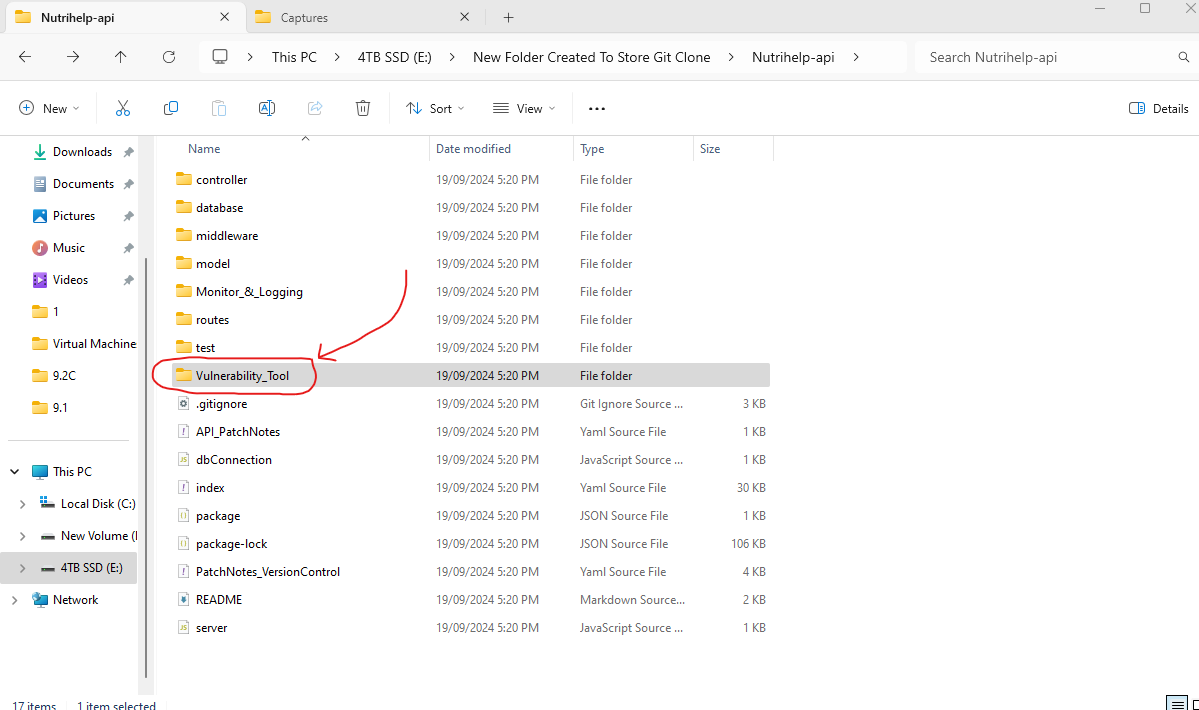 Nutrihelp-api
Captures
This PC > 4TB SSD (E:) > New Folder Created To Store Git Clone > Nutrihelp-api >
Search Nutrihelp-api
New
Sort
View
Details
Downloads
Documents
Pictures
Music
Videos
1
Virtual Machine
9.2C
9.1
This PC
Local Disk (C:)
New Volume (
4TB SSD (E:)
Network
Name Date modified Type Size
controller 19/09/2024 5:20 PM File folder
database 19/09/2024 5:20 PM File folder
middleware 19/09/2024 5:20 PM File folder
model 19/09/2024 5:20 PM File folder
Monitor_&_Logging 19/09/2024 5:20 PM File folder
routes 19/09/2024 5:20 PM File folder
test 19/09/2024 5:20 PM File folder
Vulnerability_Tool 19/09/2024 5:20 PM File folder
.gitignore 19/09/2024 5:20 PM Git Ignore Source ... 3 KB
API_PatchNotes 19/09/2024 5:20 PM Yaml Source File 1 KB
dbConnection 19/09/2024 5:20 PM JavaScript Source ... 1 KB
index 19/09/2024 5:20 PM Yaml Source File 30 KB
package 19/09/2024 5:20 PM JSON Source File 1 KB
package-lock 19/09/2024 5:20 PM JSON Source File 106 KB
PatchNotes_VersionControl 19/09/2024 5:20 PM Yaml Source File 4 KB
README 19/09/2024 5:20 PM Markdown Source... 2 KB
server 19/09/2024 5:20 PM JavaScript Source ... 1 KB
17 items 1 item selected